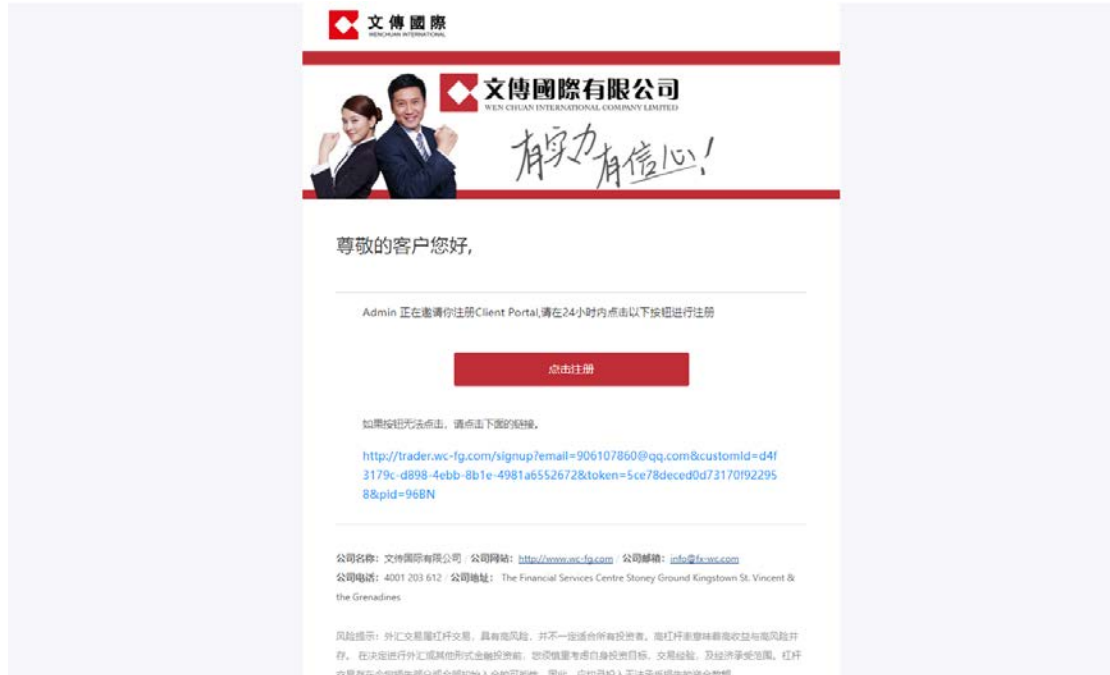 文傳國際
WENCHUAN INTERNATIONAL
文傳國際有限公司
WEN CHUAN INTERNATIONAL COMPANY LIMITED
有实力有信心!
尊敬的客户您好,
Admin 正在邀请你注册Client Portal,请在24小时内点击以下按钮进行注册
点击注册
如果按钮无法点击，请点击下面的链接。
http://trader.wc-fg.com/signup?email=906107860@qq.com&customId=d4f
3179c-d898-4ebb-8b1e-4981a6552672&token=5ce78deced0d73170f92295
8&pid=96BN
公司名称：文传国际有限公司 / 公司网站：http://www.wc-fg.com / 公司邮箱：info@fx-wc.com
公司电话：4001 203 612 / 公司地址： The Financial Services Centre Stoney Ground Kingstown St. Vincent &
the Grenadines
风险提示：外汇交易属杠杆交易，具有高风险，并不一定适合所有投资者。高杠杆率意味着高收益与高风险并
存。 在决定进行外汇或其他形式金融投资前，您须慎重考虑自身投资目标、交易经验，及经济承受范围。杠杆